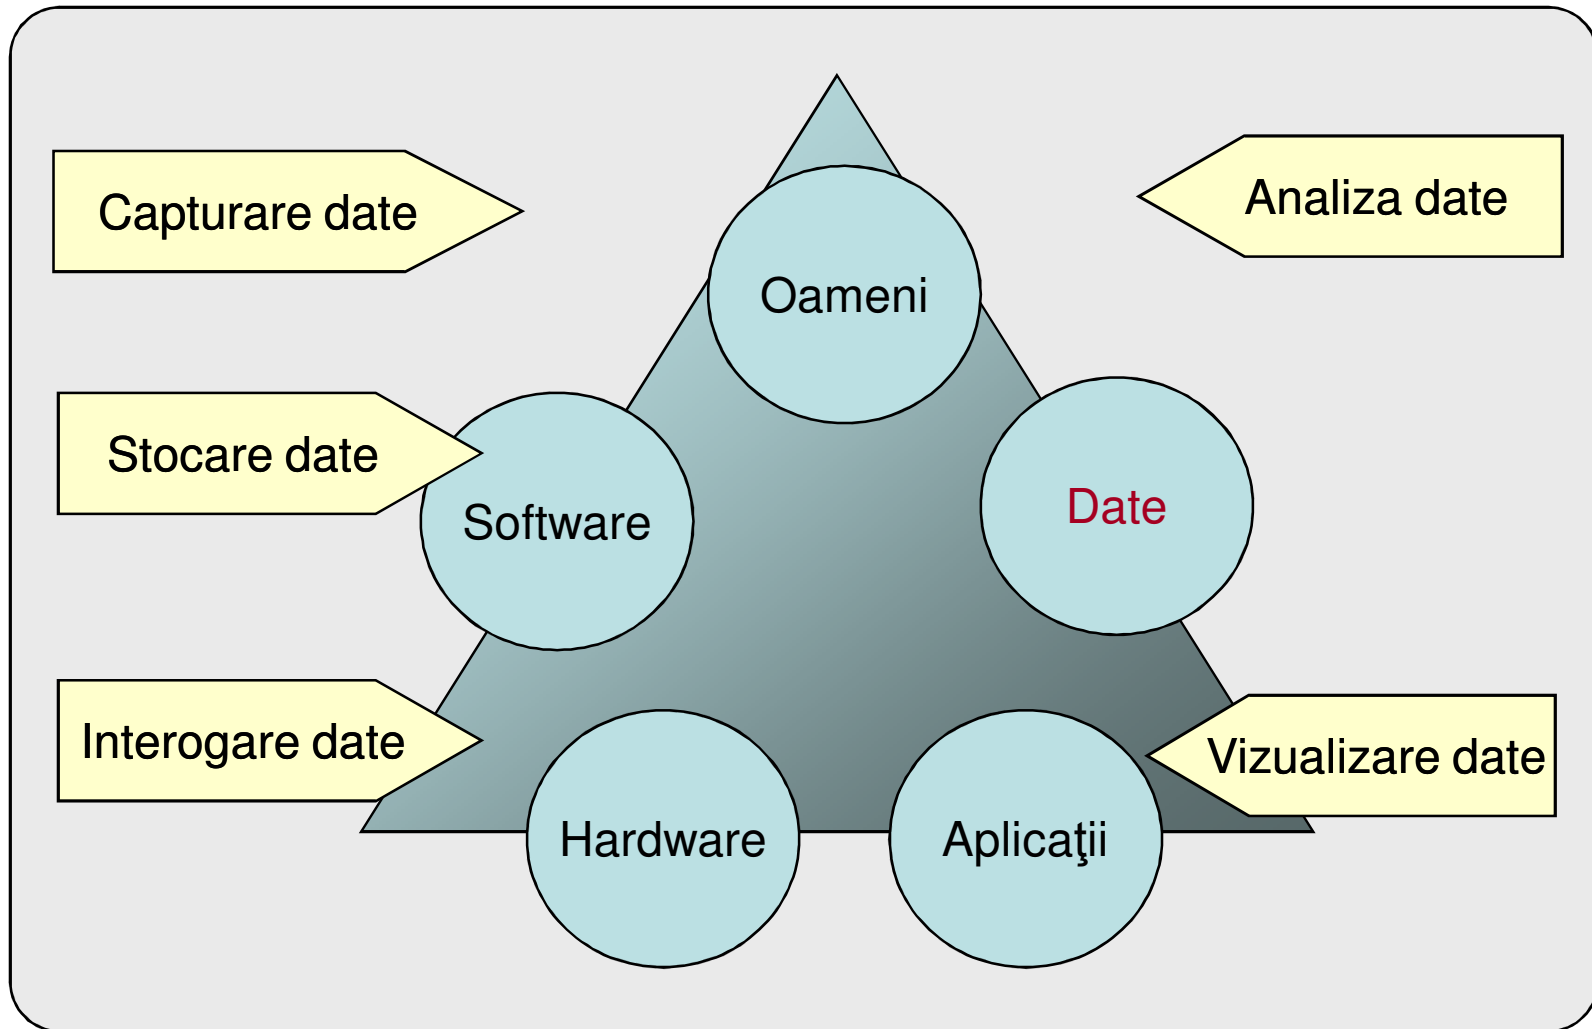 Capturare date
Analiza date
Oameni
Stocare date
Software
Date
Interogare date
Vizualizare date
Hardware
Aplicaţii